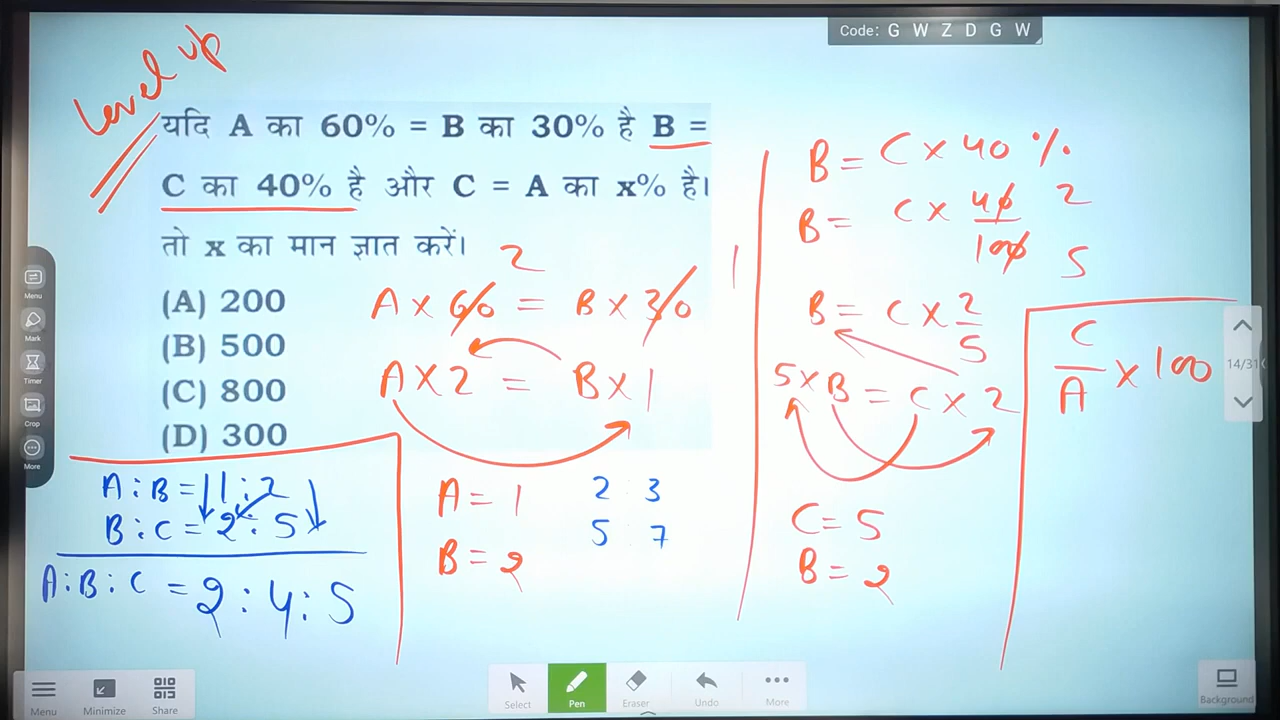 Code: G W Z D G W
Level up
यदि A का 60% = B का 30% है B =
C का 40% है और C = A का x% है।
तो x का मान ज्ञात करें।
(A) 200
(B) 500
(C) 800
(D) 300
2 1
A × 60 = B × 30
A × 2 = B × 1
A = 1
B = 2
2 3
5 7
A : B = 1 : 2
B : C = 2 : 5
A : B : C = 2 : 4 : 5
B = C × 40 %
B = C × 40/100 2 5
B = C × 2/5
5 × B = C × 2
C = 5
B = 2
C/A × 100
Menu
Mark
Timer
Crop
More
14/31
Menu
Minimize
Share
Select
Pen
Eraser
Undo
More
Background